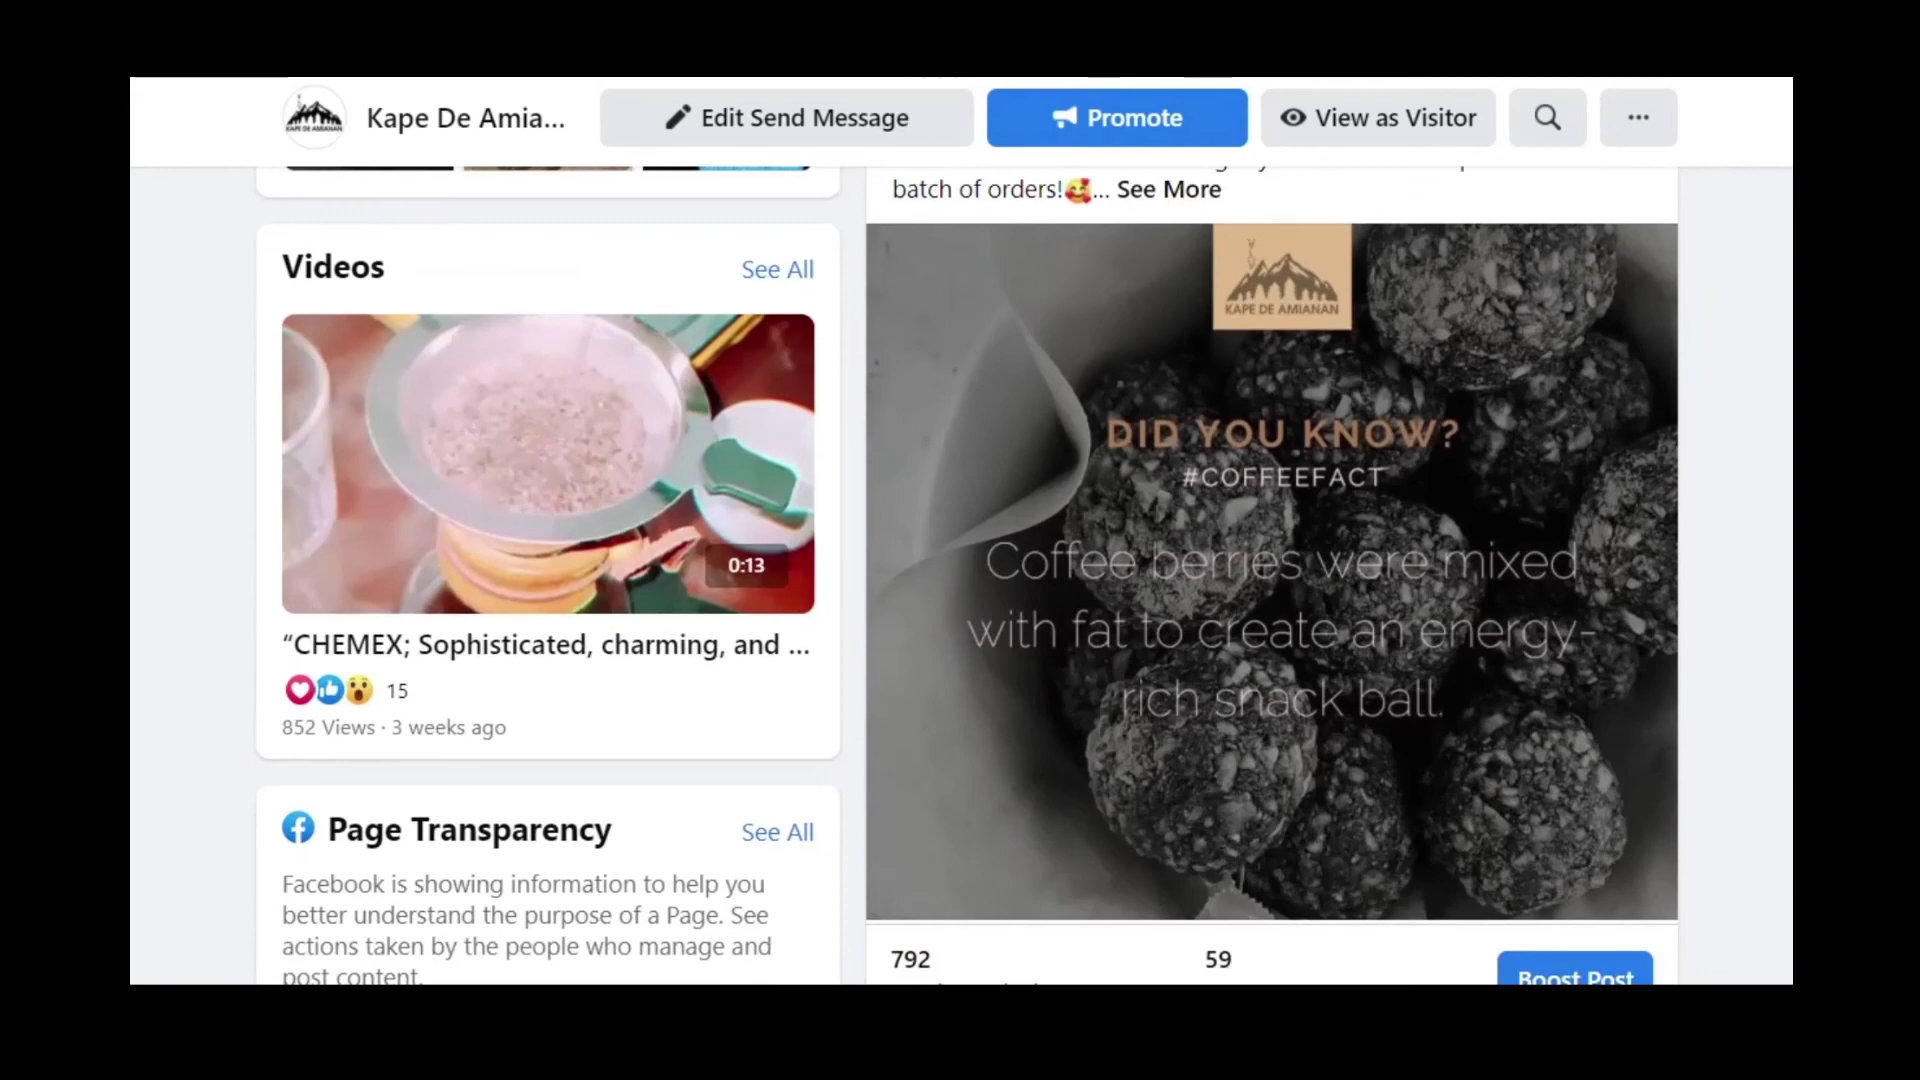 KAPE DE AMIANAN
Kape De Amia...
Edit Send Message
Promote
View as Visitor
...
batch of orders!🥰... See More
Videos
See All
0:13
“CHEMEX; Sophisticated, charming, and ...
15
852 Views · 3 weeks ago
Page Transparency
See All
Facebook is showing information to help you
better understand the purpose of a Page. See
actions taken by the people who manage and
post content.
KAPE DE AMIANAN
DID YOU KNOW?
#COFFEEFACT
Coffee berries were mixed
with fat to create an energy-
rich snack ball.
792
59
Boost Post